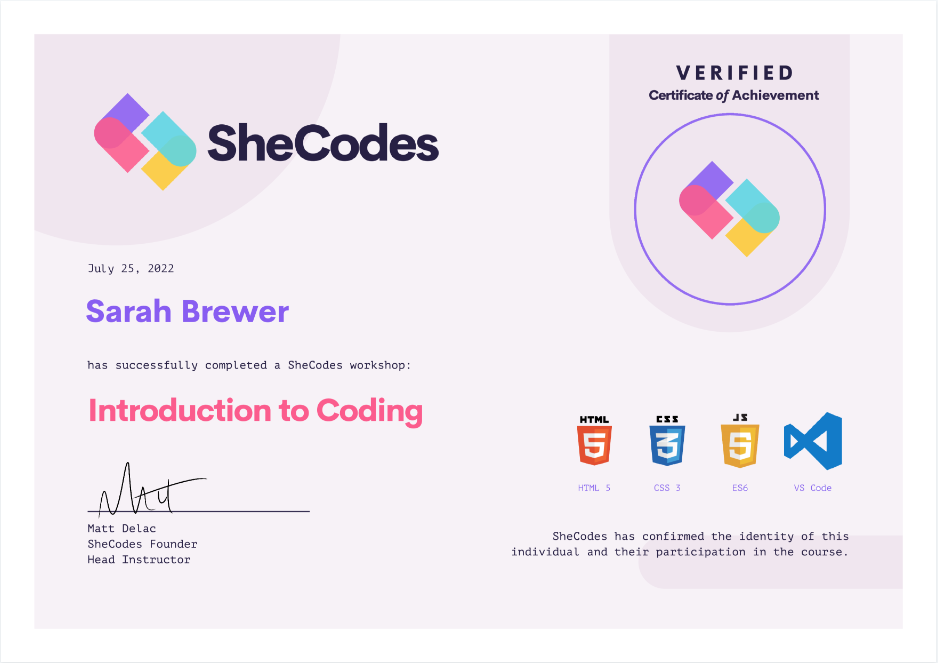 SheCodes
VERIFIED
Certificate of Achievement
July 25, 2022
Sarah Brewer
has successfully completed a SheCodes workshop:
Introduction to Coding
HTML
5
CSS
3
JS
5
HTML 5
CSS 3
ES6
VS Code
Matt
Matt Delac
SheCodes Founder
Head Instructor
SheCodes has confirmed the identity of this
individual and their participation in the course.